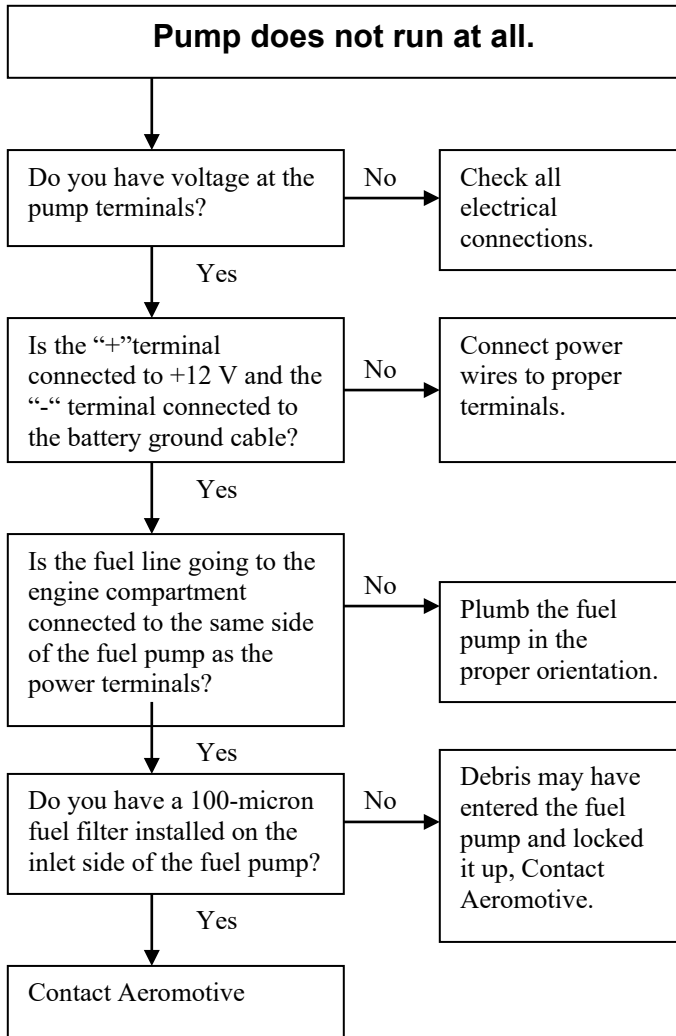 Pump does not run at all.
Do you have voltage at the
pump terminals?
No
Check all
electrical
connections.
Yes
Is the “+”terminal
connected to +12 V and the
“-“ terminal connected to
the battery ground cable?
No
Connect power
wires to proper
terminals.
Yes
Is the fuel line going to the
engine compartment
connected to the same side
of the fuel pump as the
power terminals?
No
Plumb the fuel
pump in the
proper orientation.
Yes
Do you have a 100-micron
fuel filter installed on the
inlet side of the fuel pump?
No
Debris may have
entered the fuel
pump and locked
it up, Contact
Aeromotive.
Yes
Contact Aeromotive